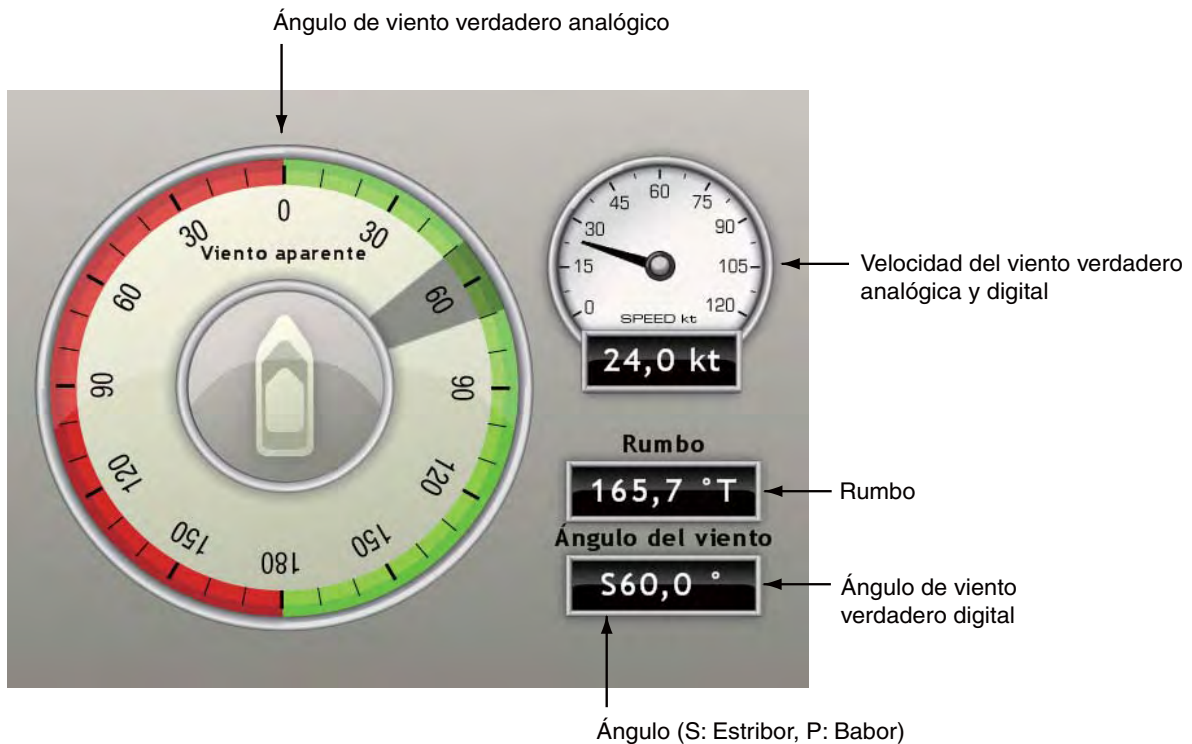 Ángulo de viento verdadero analógico
0
30
60
90
120
150
180
150
120
90
60
30
Viento aparente
0
15
30
45
60
75
90
105
120
SPEED kt
24,0 kt
Velocidad del viento verdadero
analógica y digital
Rumbo
165,7 °T
Rumbo
Ángulo del viento
S60,0 °
Ángulo de viento
verdadero digital
Ángulo (S: Estribor, P: Babor)